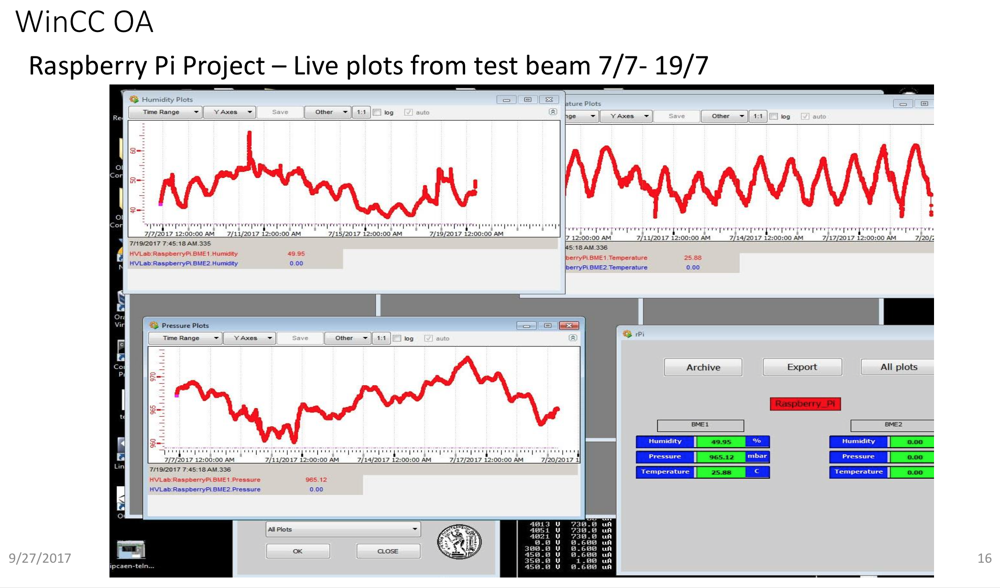 WinCC OA
Raspberry Pi Project – Live plots from test beam 7/7- 19/7
Humidity Plots
Time Range Y Axes Save Other 1:1 log auto
60
50
40
7/7/2017 12:00:00 AM 7/11/2017 12:00:00 AM 7/15/2017 12:00:00 AM 7/19/2017 12:00:00 AM
7/19/2017 7:45:18 AM.335
HVLab:RaspberryPi.BME1.Humidity 49.95
HVLab:RaspberryPi.BME2.Humidity 0.00
ature Plots
nge Y Axes Save Other 1:1 log auto
7 12:00:00 AM 7/11/2017 12:00:00 AM 7/14/2017 12:00:00 AM 7/17/2017 12:00:00 AM 7/20/2
45:18 AM.336
berryPi.BME1.Temperature 25.88
berryPi.BME2.Temperature 0.00
Pressure Plots
Time Range Y Axes Save Other 1:1 log auto
970
965
960
7/7/2017 12:00:00 AM 7/11/2017 12:00:00 AM 7/14/2017 12:00:00 AM 7/17/2017 12:00:00 AM 7/20/2017 1
7/19/2017 7:45:18 AM.336
HVLab:RaspberryPi.BME1.Pressure 965.12
HVLab:RaspberryPi.BME2.Pressure 0.00
rPi
Archive Export All plots
Raspberry_Pi
BME1 BME2
Humidity 49.95 % Humidity 0.00
Pressure 965.12 mbar Pressure 0.00
Temperature 25.88 C Temperature 0.00
All Plots
OK CLOSE
4013 V 730.0 uA
4051 V 730.0 uA
4021 V 730.0 uA
0.0 V 0.600 uA
300.0 V 0.600 uA
450.0 V 0.600 uA
350.0 V 1.00 uA
450.0 V 0.600 uA
ipcaen-teln...
9/27/2017
16